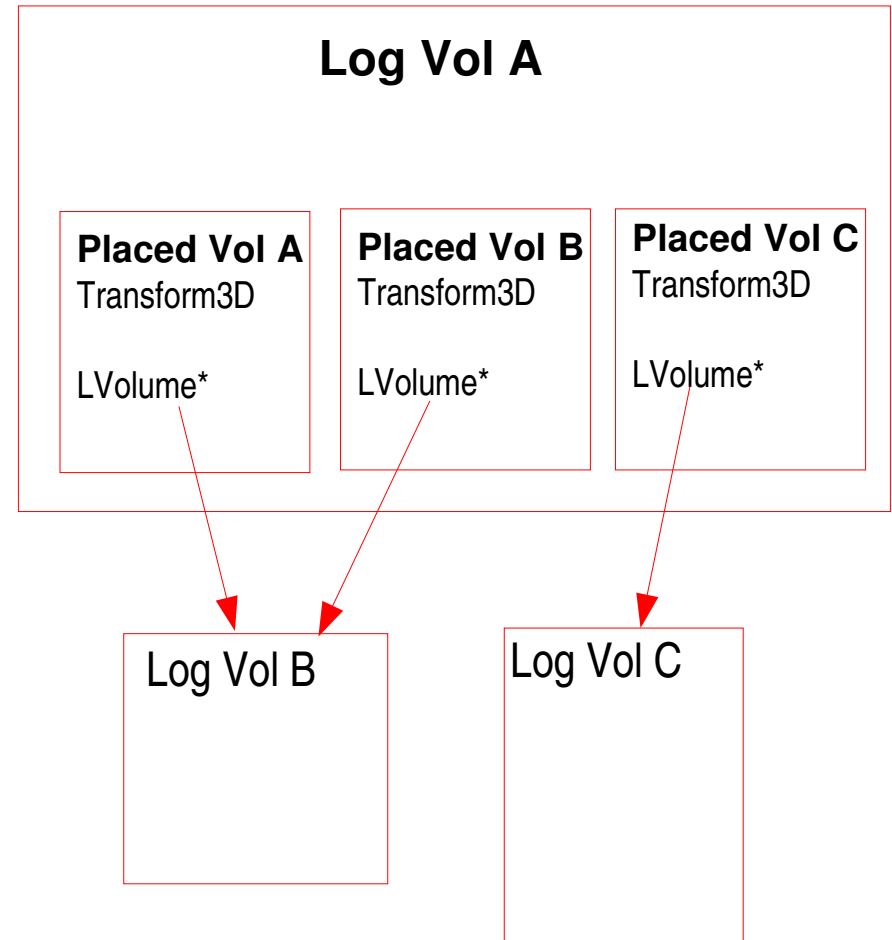 Log Vol A
Placed Vol A
Transform3D
LVolume*
Placed Vol B
Transform3D
LVolume*
Placed Vol C
Transform3D
LVolume*
Log Vol B
Log Vol C